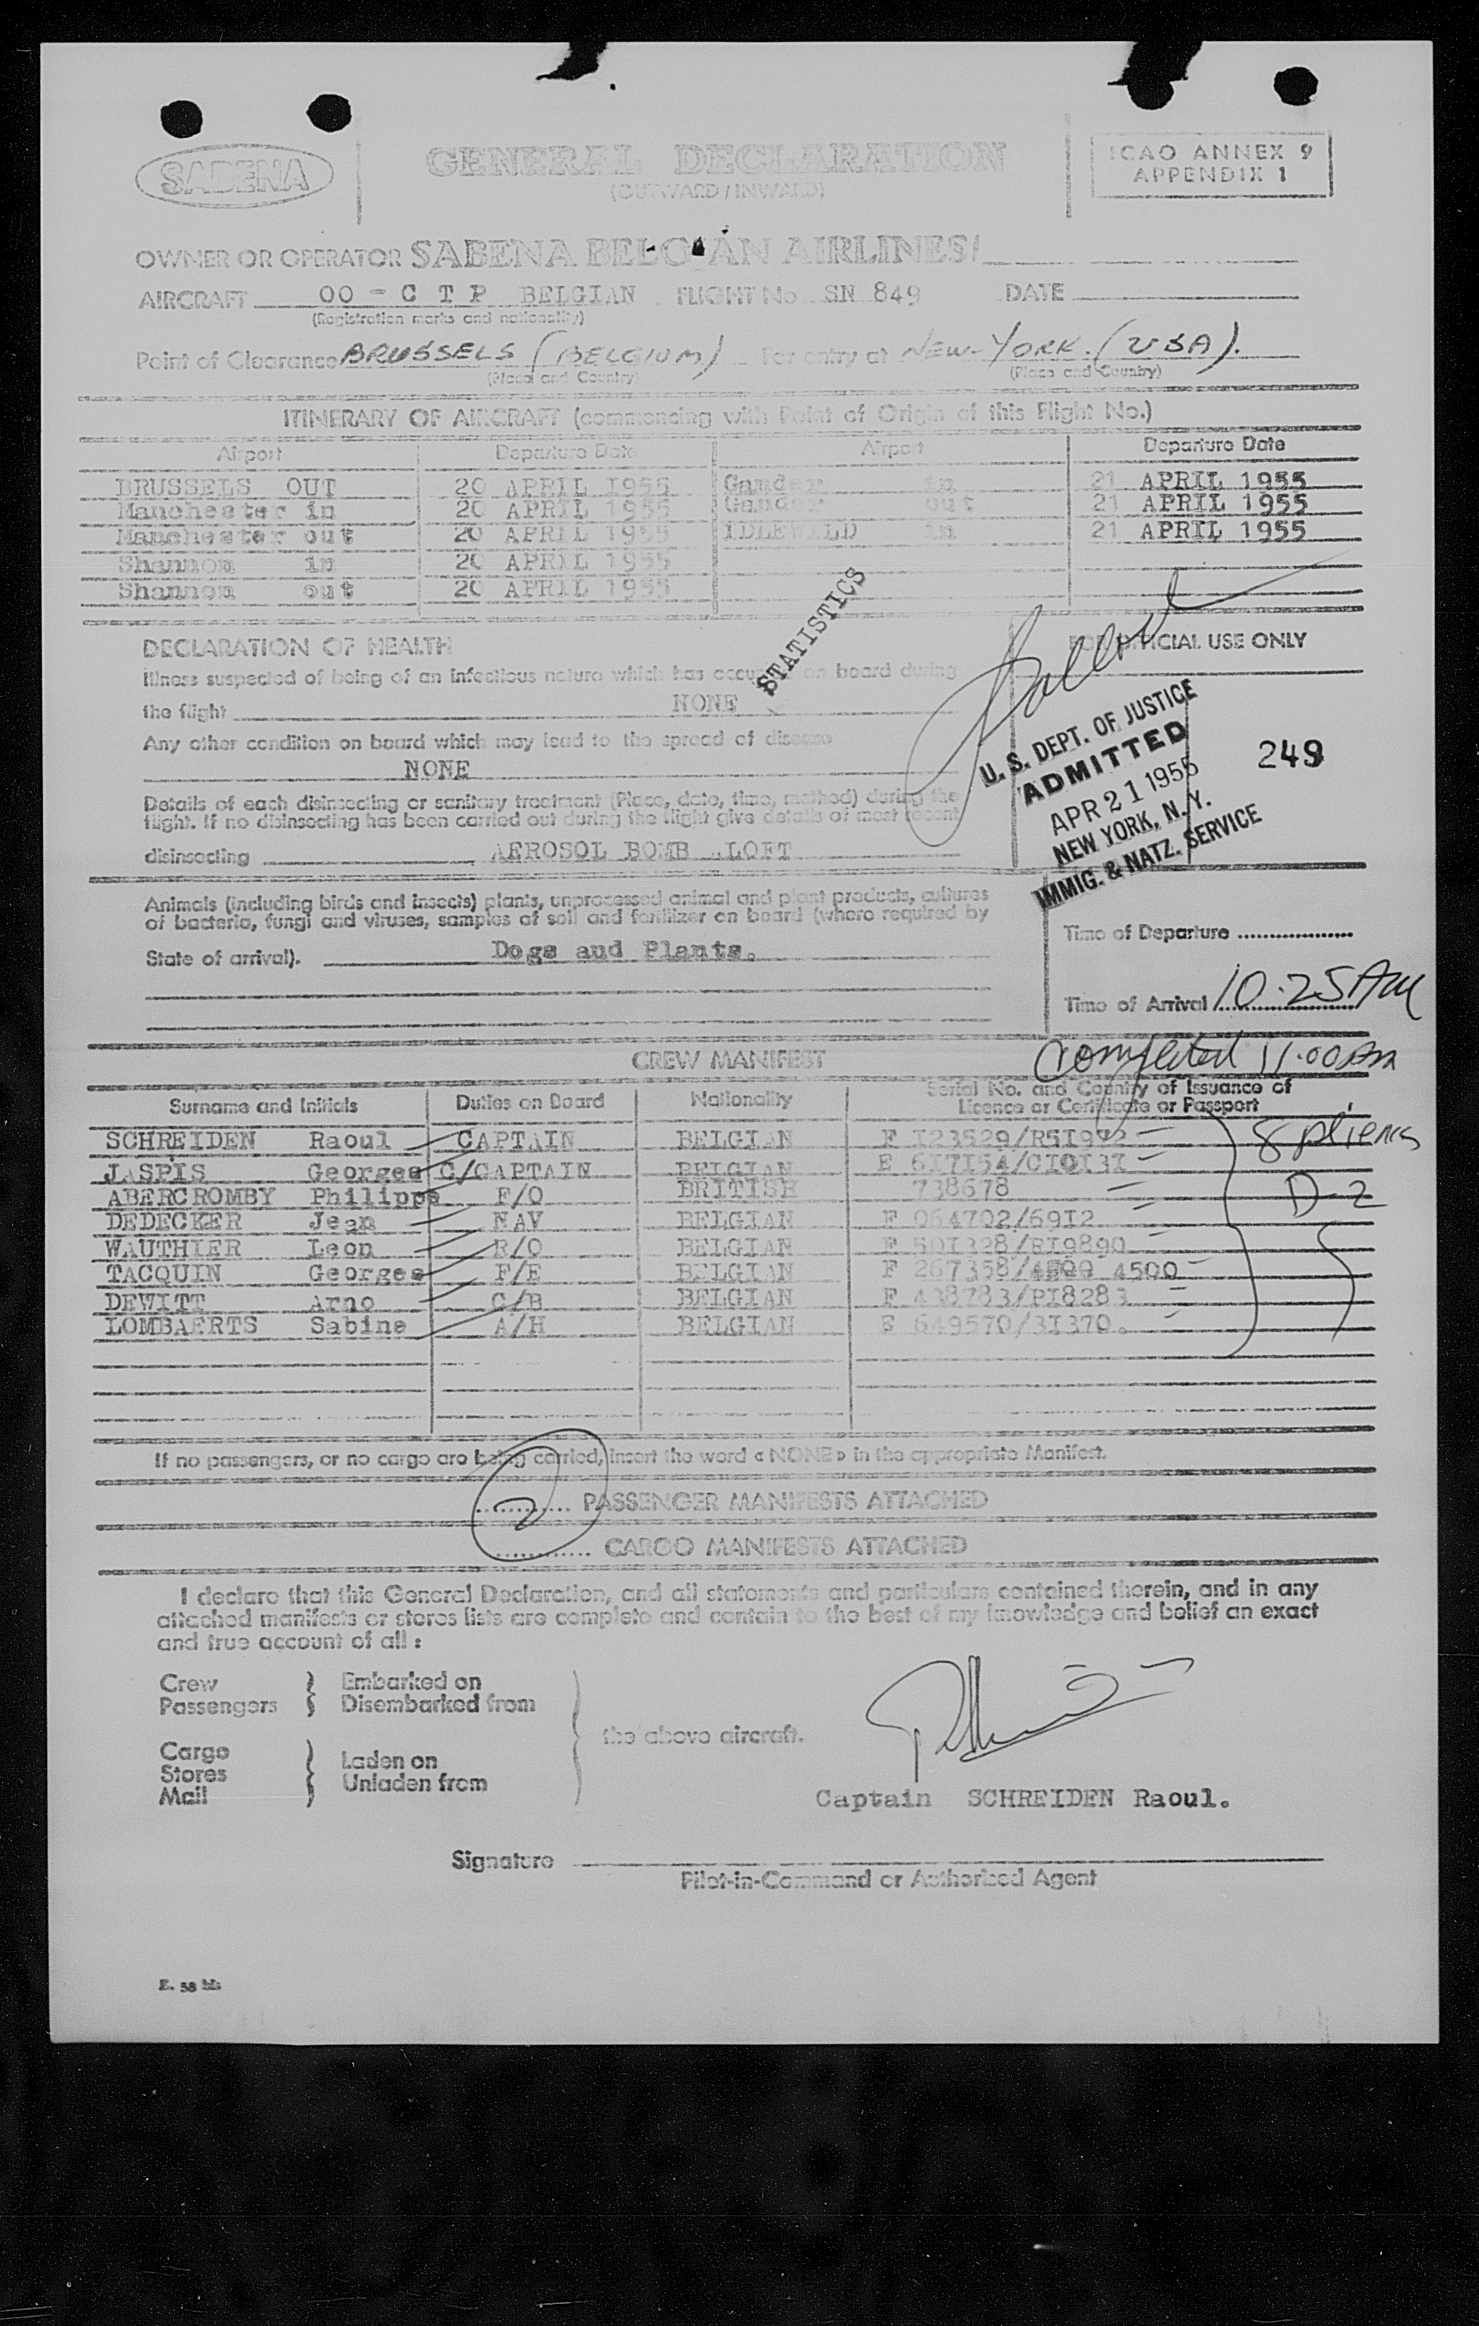 SABENA
GENERAL DECLARATION
(OUTWARD / INWARD)
ICAO ANNEX 9
APPENDIX 1
OWNER OR OPERATOR SABENA BELGIAN AIRLINES/
AIRCRAFT OO - C T P BELGIAN FLIGHT No SN 849 DATE
(Registration marks and nationality)
Point of Clearance BRUSSELS (BELGIUM) For entry at NEW-YORK. (USA).
(Place and Country) (Place and Country)
ITINERARY OF AIRCRAFT (commencing with Point of Origin of this Flight No.)
Airport Departure Date Airport Departure Date
BRUSSELS OUT 20 APRIL 1955 Gander in 21 APRIL 1955
Manchester in 20 APRIL 1955 Gander out 21 APRIL 1955
Manchester out 20 APRIL 1955 IDLEWILD in 21 APRIL 1955
Shannon in 20 APRIL 1955
Shannon out 20 APRIL 1955
STATISTICS
DECLARATION OF HEALTH
Illness suspected of being of an infectious nature which has occurred on board during
the flight NONE
Any other condition on board which may lead to the spread of disease
NONE
Details of each disinsecting or sanitary treatment (Place, date, time, method) during the
flight. If no disinsecting has been carried out during the flight give details of most recent
disinsecting AEROSOL BOMB ALOFT
FOR OFFICIAL USE ONLY
U. S. DEPT. OF JUSTICE
ADMITTED
APR 21 1955
NEW YORK, N. Y.
IMMIG. & NATZ. SERVICE
249
Animals (including birds and insects) plants, unprocessed animal and plant products, cultures
of bacteria, fungi and viruses, samples of soil and fertilizer on board (where required by
State of arrival). Dogs and Plants.
Time of Departure
Time of Arrival 10.25 AM
Completed 11.00 Am
CREW MANIFEST
Surname and Initials Duties on Board Nationality Serial No. and Country of Issuance of
Licence or Certificate or Passport
SCHREIDEN Raoul CAPTAIN BELGIAN E I23529/R5I992
JASPIS Georges C/CAPTAIN BELGIAN E 6I7I54/CIOI3I
ABERCROMBY Philippe F/O BRITISH 738678
DEDECKER Jean NAV BELGIAN E 064702/69I2
WAUTHIER Leon R/O BELGIAN E 50I328/RI9890
TACQUIN Georges F/E BELGIAN E 267358/4500 4500
DEWITT Arno C/B BELGIAN E 438783/PI8283
LOMBAERTS Sabine A/H BELGIAN E 649570/3I370.
8
D-2
If no passengers, or no cargo are being carried, insert the word « NONE » in the appropriate Manifest.
2 PASSENGER MANIFESTS ATTACHED
CARGO MANIFESTS ATTACHED
I declare that this General Declaration, and all statements and particulars contained therein, and in any
attached manifests or stores lists are complete and contain to the best of my knowledge and belief an exact
and true account of all :
Crew Embarked on
Passengers Disembarked from
the above aircraft.
Cargo Laden on
Stores Unladen from
Mail
Captain SCHREIDEN Raoul.
Signature
Pilot-in-Command or Authorized Agent
E. 58 bis